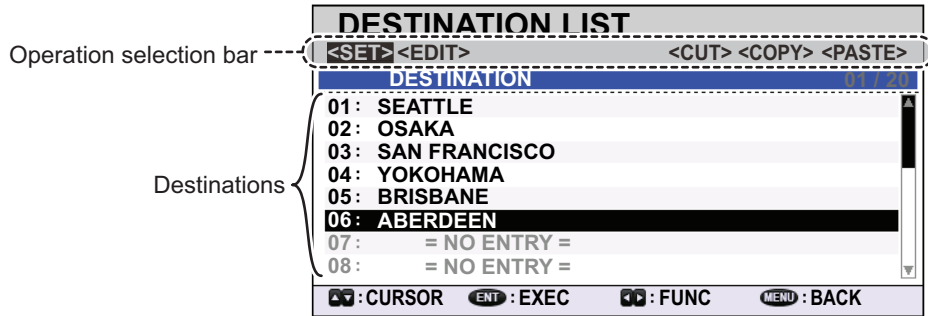 DESTINATION LIST
Operation selection bar
<SET> <EDIT> <CUT> <COPY> <PASTE>
DESTINATION 01 / 20
Destinations
01: SEATTLE
02: OSAKA
03: SAN FRANCISCO
04: YOKOHAMA
05: BRISBANE
06: ABERDEEN
07: = NO ENTRY =
08: = NO ENTRY =
:CURSOR ENT :EXEC :FUNC MENU :BACK